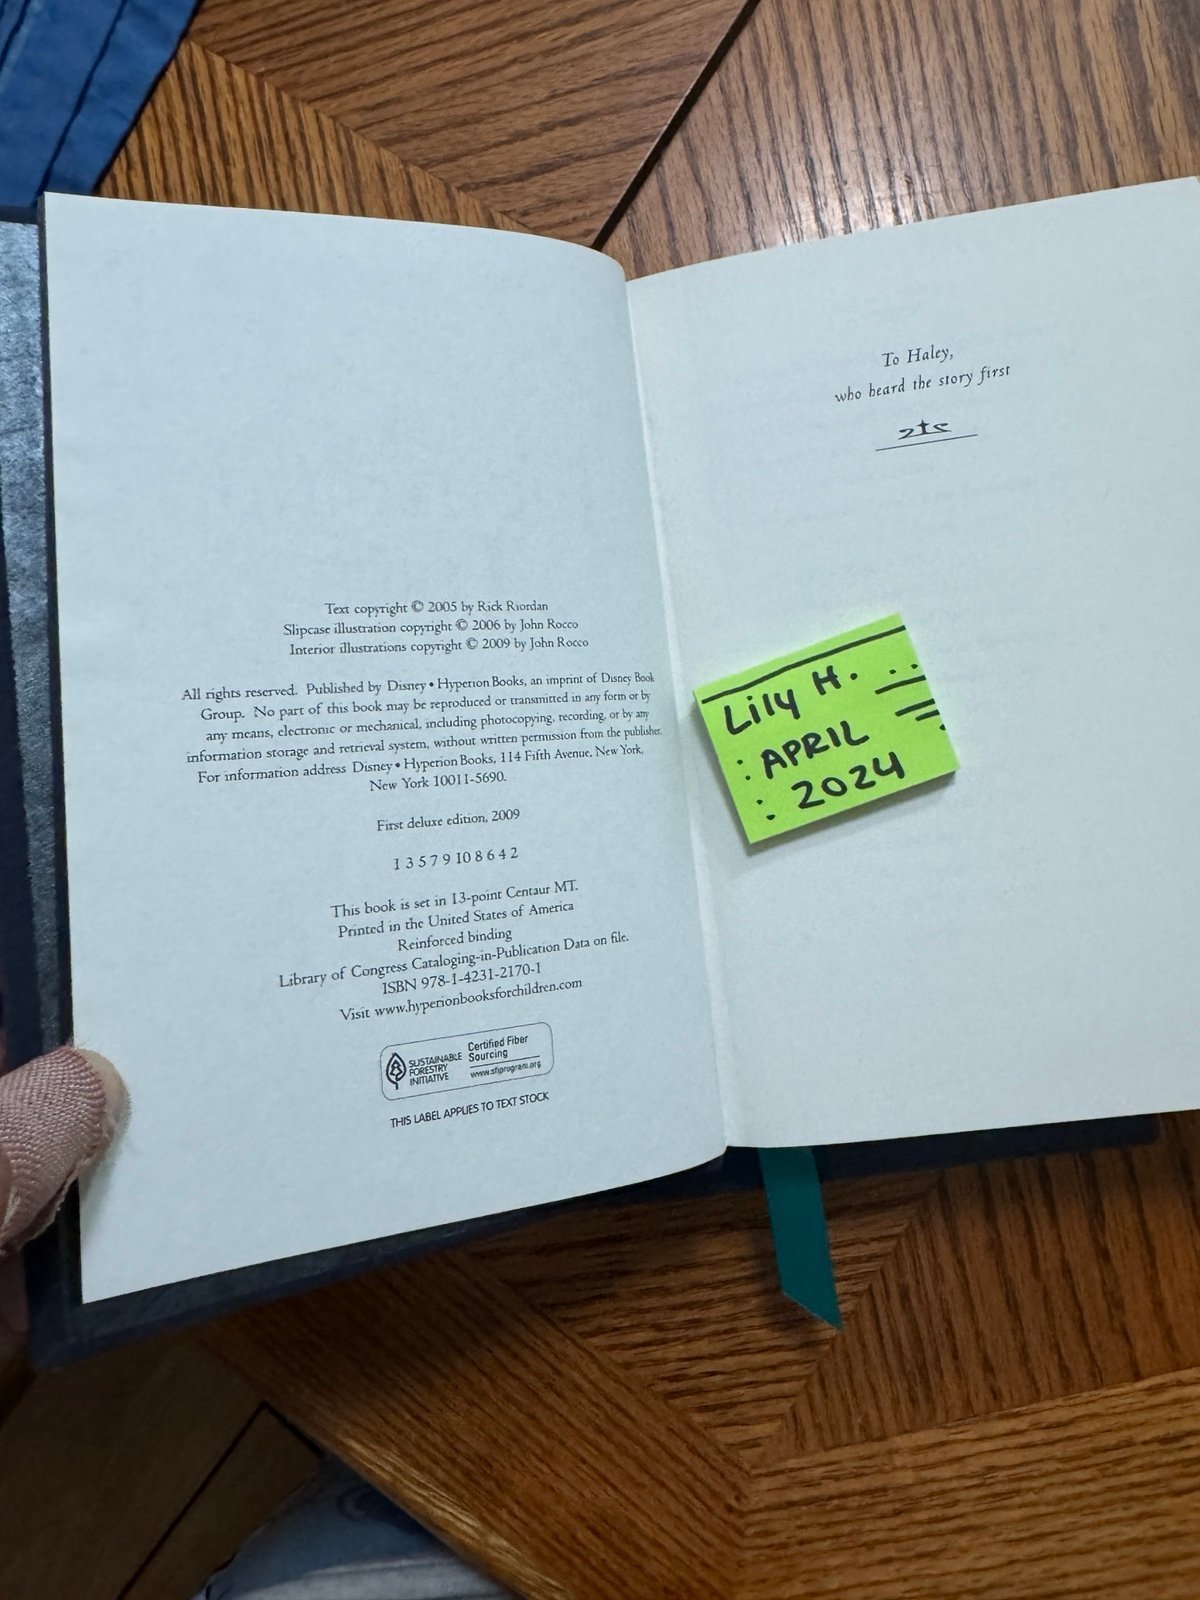 Text copyright © 2005 by Rick Riordan
Slipcase illustration copyright © 2006 by John Rocco
Interior illustrations copyright © 2009 by John Rocco
All rights reserved. Published by Disney • Hyperion Books, an imprint of Disney Book
Group. No part of this book may be reproduced or transmitted in any form or by
any means, electronic or mechanical, including photocopying, recording, or by any
information storage and retrieval system, without written permission from the publisher.
For information address Disney • Hyperion Books, 114 Fifth Avenue, New York,
New York 10011-5690.
First deluxe edition, 2009
1 3 5 7 9 10 8 6 4 2
This book is set in 13-point Centaur MT.
Printed in the United States of America
Reinforced binding
Library of Congress Cataloging-in-Publication Data on file.
ISBN 978-1-4231-2170-1
Visit www.hyperionbooksforchildren.com
SUSTAINABLE
FORESTRY
INITIATIVE
Certified Fiber
Sourcing
www.sfiprogram.org
THIS LABEL APPLIES TO TEXT STOCK
To Haley,
who heard the story first
Lily H.
APRIL
2024